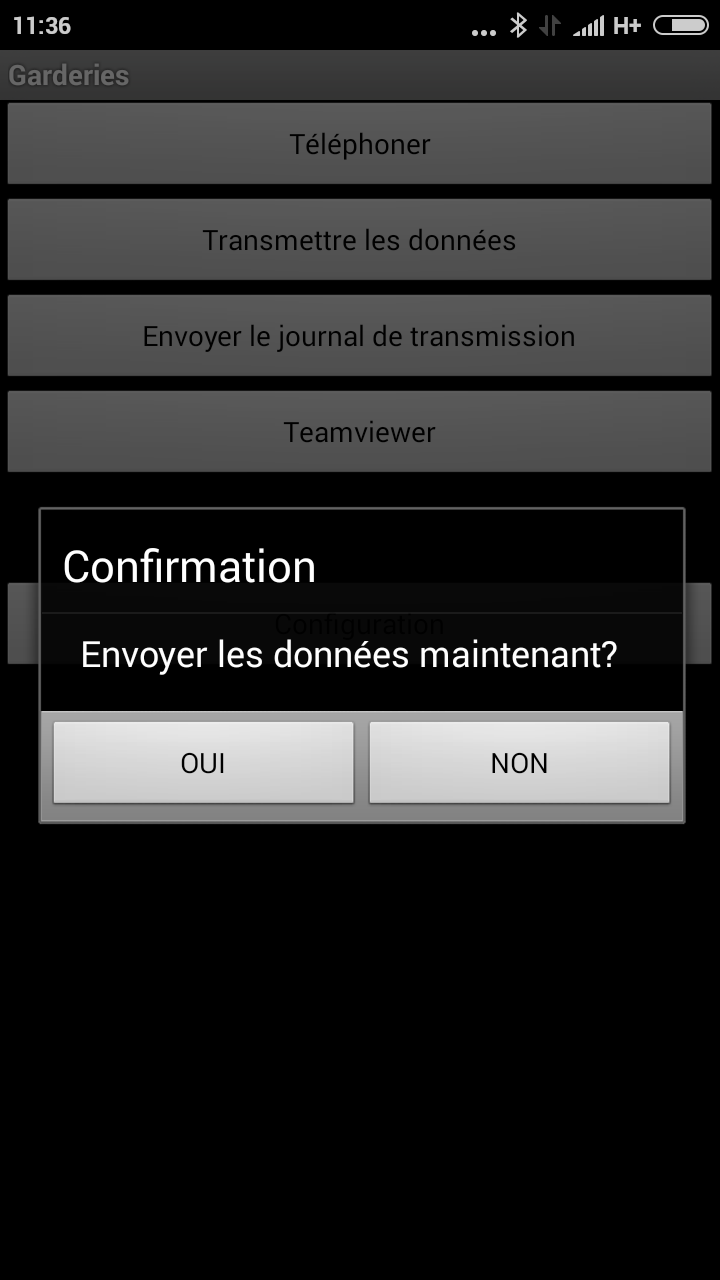 11:36
H+
Garderies
Téléphoner
Transmettre les données
Envoyer le journal de transmission
Teamviewer
Confirmation
Configuration
Envoyer les données maintenant?
OUI
NON